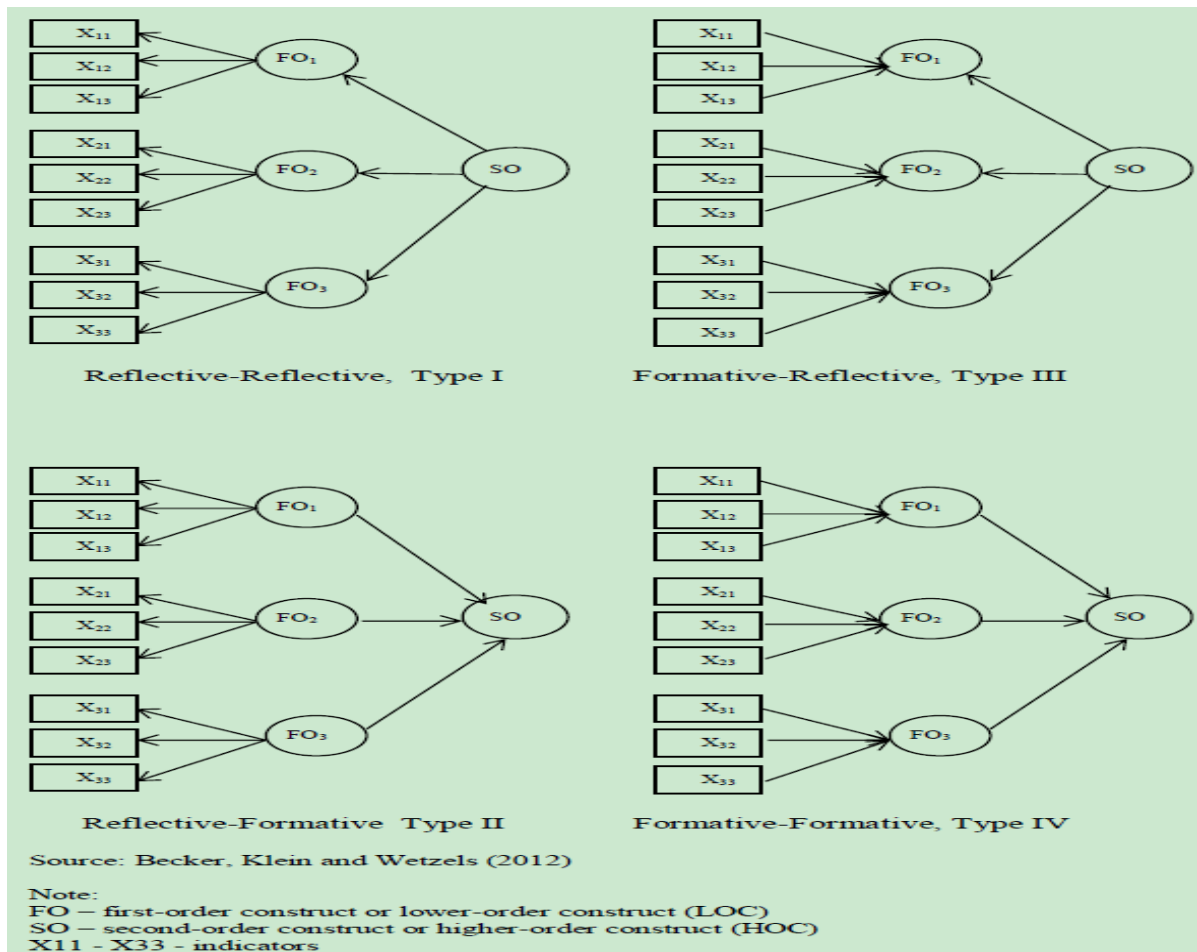 X₁₁
X₁₂
X₁₃
FO₁
X₂₁
X₂₂
X₂₃
FO₂
SO
X₃₁
X₃₂
X₃₃
FO₃
Reflective-Reflective, Type I
X₁₁
X₁₂
X₁₃
FO₁
X₂₁
X₂₂
X₂₃
FO₂
SO
X₃₁
X₃₂
X₃₃
FO₃
Formative-Reflective, Type III
X₁₁
X₁₂
X₁₃
FO₁
X₂₁
X₂₂
X₂₃
FO₂
SO
X₃₁
X₃₂
X₃₃
FO₃
Reflective-Formative Type II
X₁₁
X₁₂
X₁₃
FO₁
X₂₁
X₂₂
X₂₃
FO₂
SO
X₃₁
X₃₂
X₃₃
FO₃
Formative-Formative, Type IV
Source: Becker, Klein and Wetzels (2012)
Note:
FO – first-order construct or lower-order construct (LOC)
SO – second-order construct or higher-order construct (HOC)
X11 - X33 - indicators